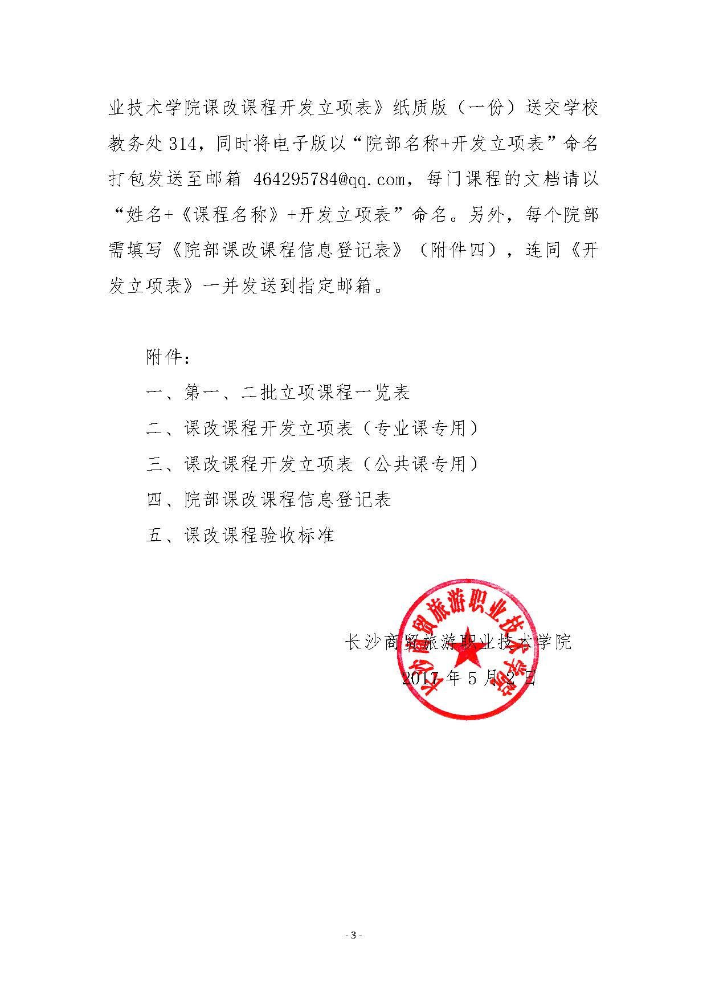 业技术学院课改课程开发立项表》纸质版（一份）送交学校
教务处 314，同时将电子版以“院部名称+开发立项表”命名
打包发送至邮箱 464295784@qq.com，每门课程的文档请以
“姓名+《课程名称》+开发立项表”命名。另外，每个院部
需填写《院部课改课程信息登记表》（附件四），连同《开
发立项表》一并发送到指定邮箱。
附件：
一、第一、二批立项课程一览表
二、课改课程开发立项表（专业课专用）
三、课改课程开发立项表（公共课专用）
四、院部课改课程信息登记表
五、课改课程验收标准
长沙商贸旅游职业技术学院
长沙商贸旅游职业技术学院
2017 年 5 月 2 日
- 3 -